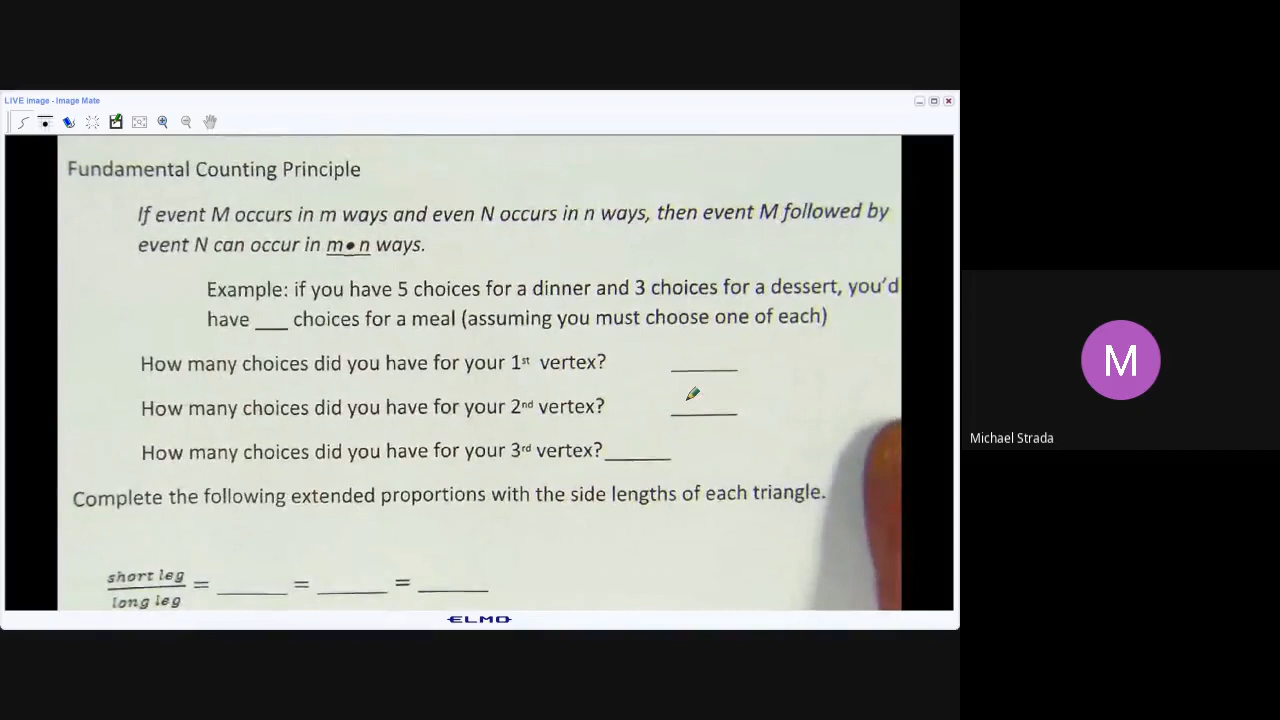 LIVE image - Image Mate
Fundamental Counting Principle
If event M occurs in m ways and even N occurs in n ways, then event M followed by
event N can occur in m•n ways.
Example: if you have 5 choices for a dinner and 3 choices for a dessert, you'd
have ___ choices for a meal (assuming you must choose one of each)
How many choices did you have for your 1st vertex? ______
How many choices did you have for your 2nd vertex? ______
How many choices did you have for your 3rd vertex?______
Complete the following extended proportions with the side lengths of each triangle.
short leg
long leg
= ______ = ______ = ______
ELMO
M
Michael Strada